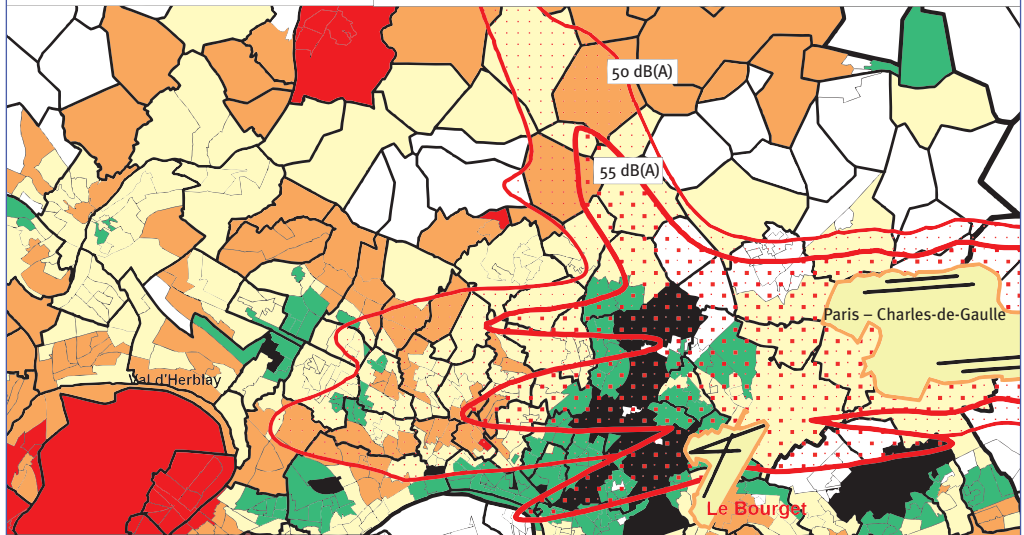 50 dB(A)
55 dB(A)
Paris – Charles-de-Gaulle
Val d'Herblay
Le Bourget